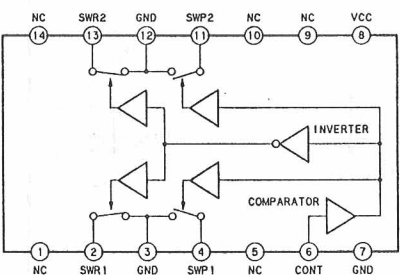 NC SWR2 GND SWP2 NC NC VCC
14 13 12 11 10 9 8
INVERTER
COMPARATOR
1 2 3 4 5 6 7
NC SWR1 GND SWP1 NC CONT GND